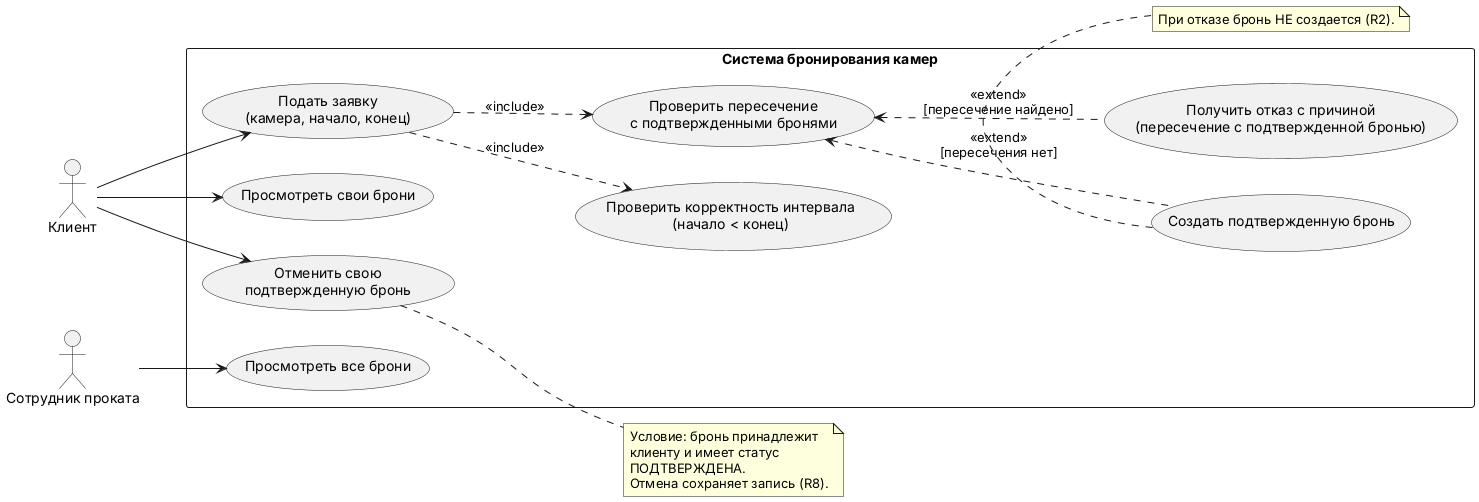 При отказе бронь НЕ создается (R2).
Система бронирования камер
Подать заявку
(камера, начало, конец)
«include»
Проверить пересечение
с подтвержденными бронями
«extend»
[пересечение найдено]
Получить отказ с причиной
(пересечение с подтвержденной бронью)
«include»
«extend»
[пересечения нет]
Клиент
Просмотреть свои брони
Проверить корректность интервала
(начало < конец)
Создать подтвержденную бронь
Отменить свою
подтвержденную бронь
Сотрудник проката
Просмотреть все брони
Условие: бронь принадлежит
клиенту и имеет статус
ПОДТВЕРЖДЕНА.
Отмена сохраняет запись (R8).